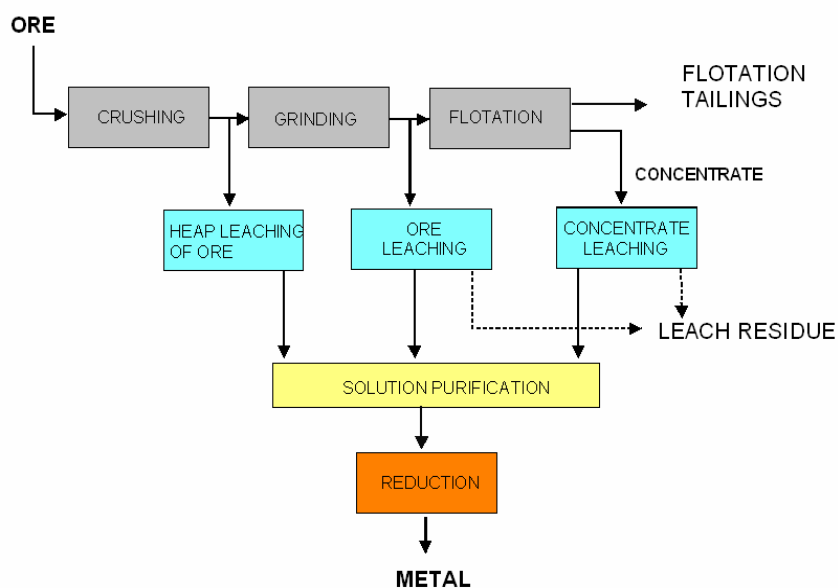 ORE
FLOTATION
TAILINGS
CRUSHING
GRINDING
FLOTATION
CONCENTRATE
HEAP LEACHING
OF ORE
ORE
LEACHING
CONCENTRATE
LEACHING
LEACH RESIDUE
SOLUTION PURIFICATION
REDUCTION
METAL